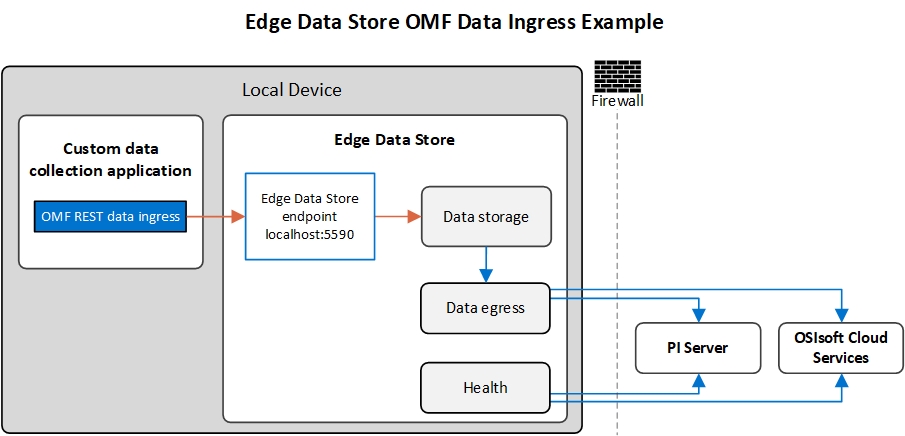 Edge Data Store OMF Data Ingress Example
Local Device
Firewall
Custom data
collection application
OMF REST data ingress
Edge Data Store
Edge Data Store
endpoint
localhost:5590
Data storage
Data egress
Health
PI Server
OSIsoft Cloud
Services